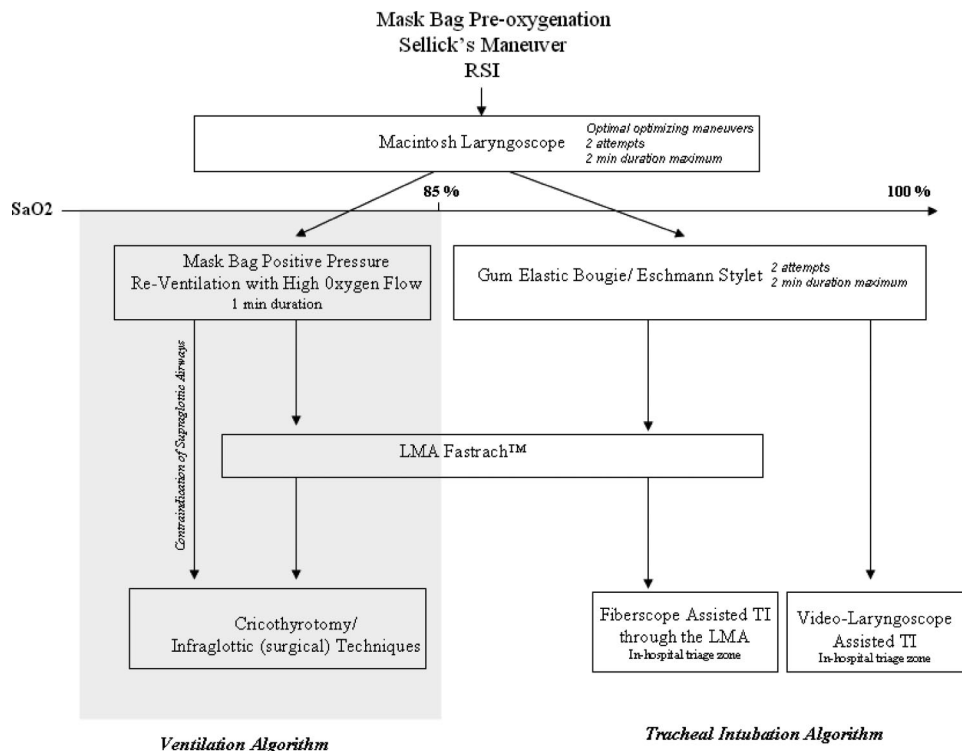 Mask Bag Pre-oxygenation
Sellick's Maneuver
RSI
Macintosh Laryngoscope
Optimal optimizing maneuvers
2 attempts
2 min duration maximum
SaO2
85 %
100 %
Mask Bag Positive Pressure
Re-Ventilation with High Oxygen Flow
1 min duration
Gum Elastic Bougie/ Eschmann Stylet
2 attempts
2 min duration maximum
Contraindication of Supraglottic Airways
LMA Fastrach™
Cricothyrotomy/
Infraglottic (surgical) Techniques
Fiberscope Assisted TI
through the LMA
In-hospital triage zone
Video-Laryngoscope
Assisted TI
In-hospital triage zone
Ventilation Algorithm
Tracheal Intubation Algorithm